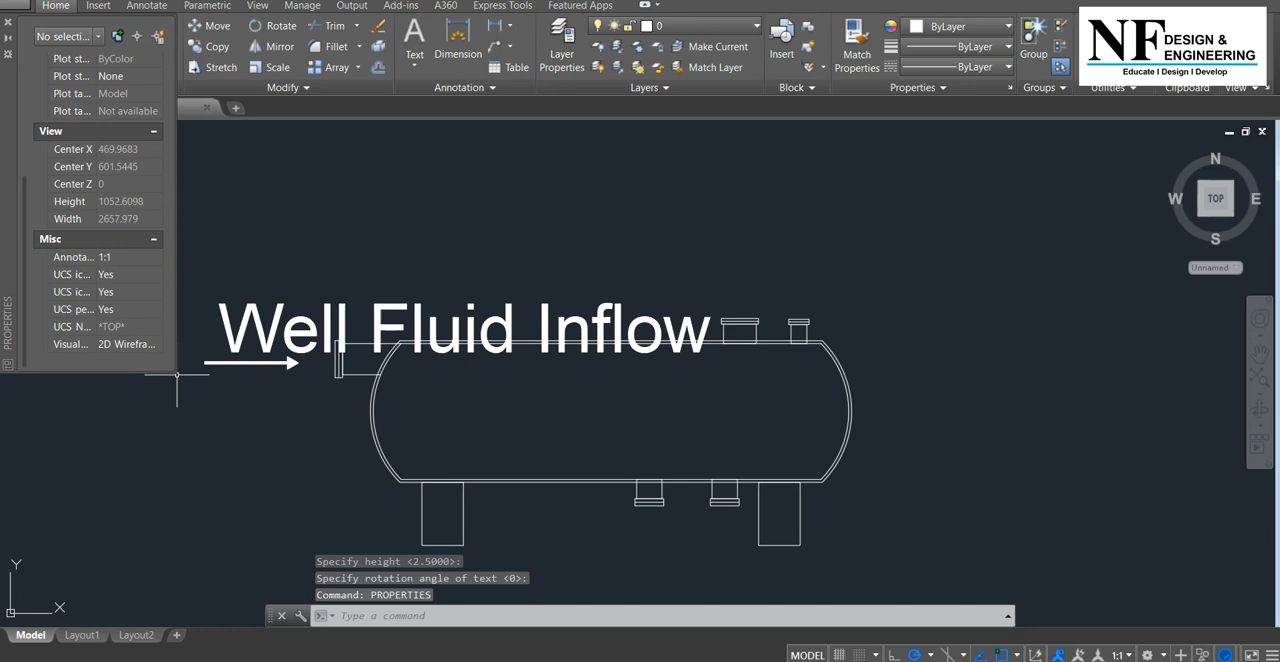 Home Insert Annotate Parametric View Manage Output Add-ins A360 Express Tools Featured Apps
No selecti...
Move Rotate Trim
Copy Mirror Fillet
Stretch Scale Array
Modify
Text
Dimension
Table
Annotation
Layer
Properties
0
Make Current
Match Layer
Layers
Insert
Block
Match
Properties
ByLayer
ByLayer
ByLayer
Properties
Group
Groups
Utilities
Clipboard
View
NF DESIGN &
ENGINEERING
Educate I Design I Develop
Plot st... ByColor
Plot st... None
Plot ta... Model
Plot ta... Not available
View
Center X 469.9683
Center Y 601.5445
Center Z 0
Height 1052.6098
Width 2657.979
Misc
Annota... 1:1
UCS ic... Yes
UCS ic... Yes
UCS pe... Yes
UCS N... *TOP*
Visual... 2D Wirefra...
PROPERTIES
N
W TOP E
S
Unnamed
Well Fluid Inflow
Y
X
Specify height <2.5000>:
Specify rotation angle of text <0>:
Command: PROPERTIES
Type a command
Model Layout1 Layout2
MODEL 1:1